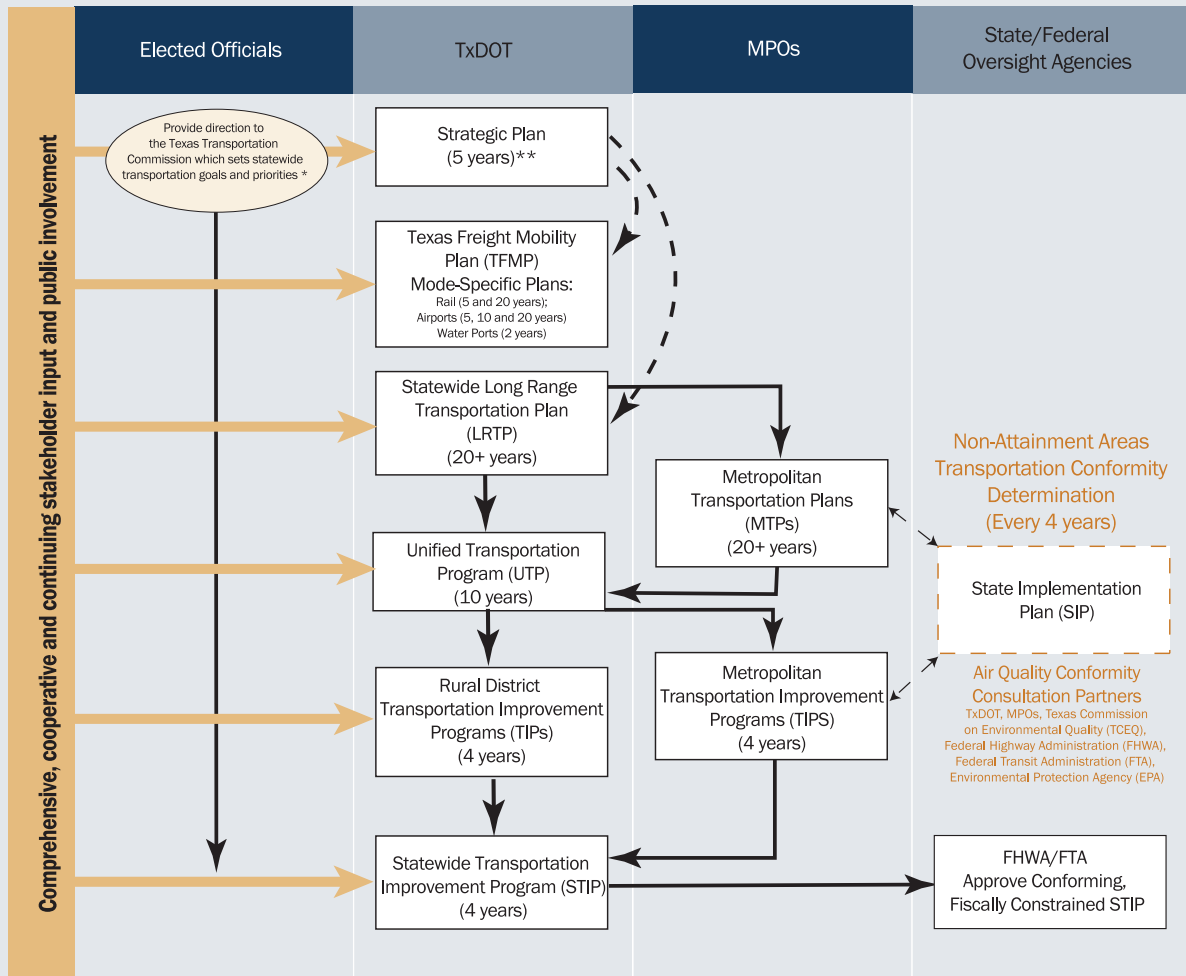 Comprehensive, cooperative and continuing stakeholder input and public involvement
Elected Officials
TxDOT
MPOs
State/Federal
Oversight Agencies
Provide direction to
the Texas Transportation
Commission which sets statewide
transportation goals and priorities *
Strategic Plan
(5 years)**
Texas Freight Mobility
Plan (TFMP)
Mode-Specific Plans:
Rail (5 and 20 years);
Airports (5, 10 and 20 years)
Water Ports (2 years)
Statewide Long Range
Transportation Plan
(LRTP)
(20+ years)
Metropolitan
Transportation Plans
(MTPs)
(20+ years)
Non-Attainment Areas
Transportation Conformity
Determination
(Every 4 years)
State Implementation
Plan (SIP)
Air Quality Conformity
Consultation Partners
TxDOT, MPOs, Texas Commission
on Environmental Quality (TCEQ),
Federal Highway Administration (FHWA),
Federal Transit Administration (FTA),
Environmental Protection Agency (EPA)
Unified Transportation
Program (UTP)
(10 years)
Rural District
Transportation Improvement
Programs (TIPs)
(4 years)
Metropolitan
Transportation Improvement
Programs (TIPS)
(4 years)
Statewide Transportation
Improvement Program (STIP)
(4 years)
FHWA/FTA
Approve Conforming,
Fiscally Constrained STIP